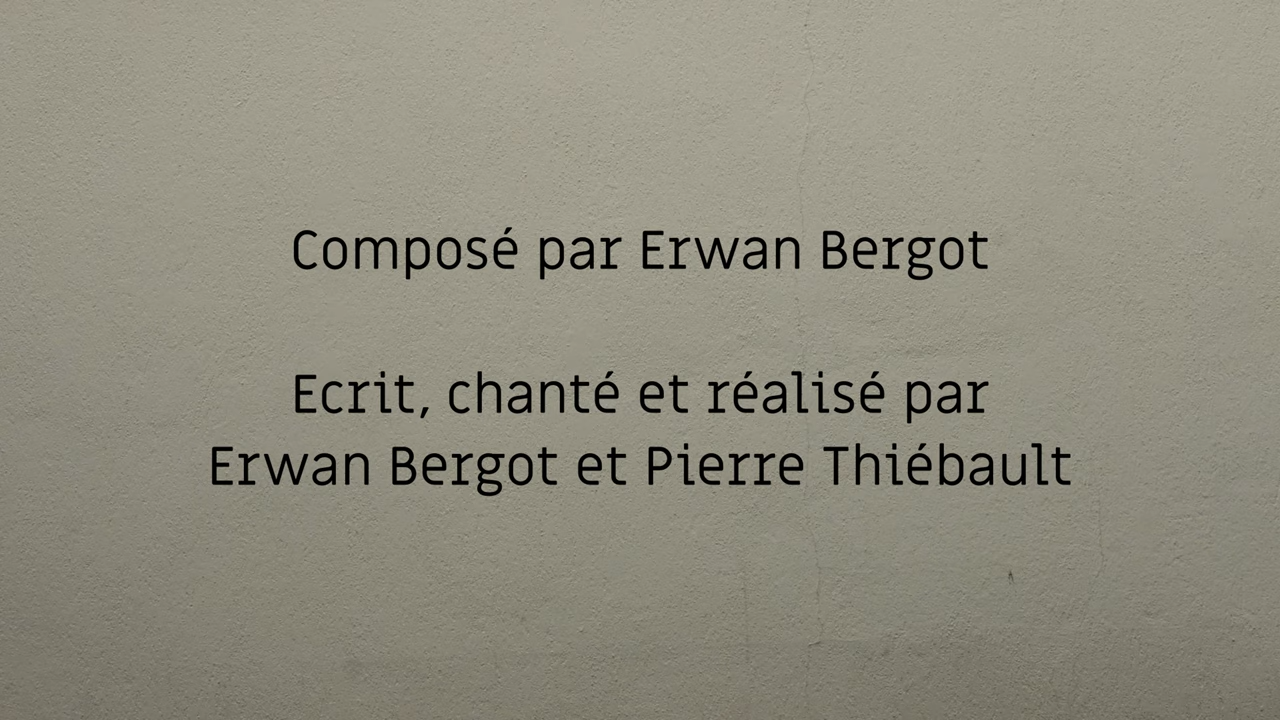 Composé par Erwan Bergot
Ecrit, chanté et réalisé par
Erwan Bergot et Pierre Thiébault